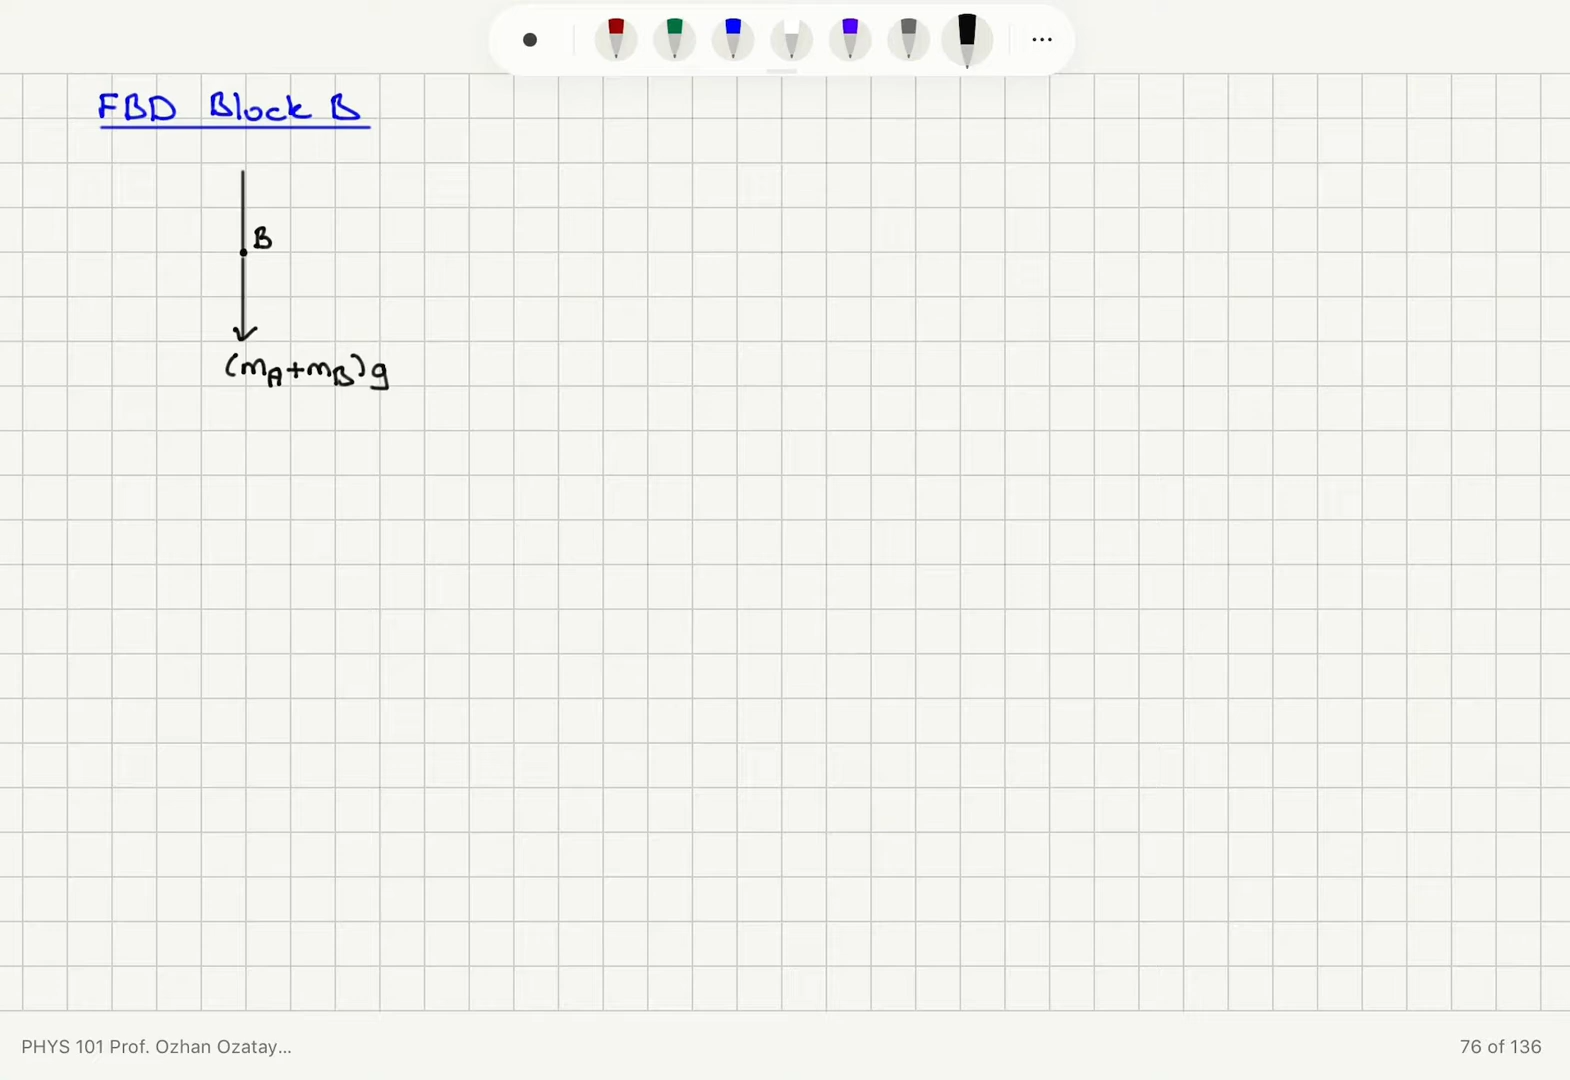 FBD Block B
B
(mA+mB)g
PHYS 101 Prof. Ozhan Ozatay...
76 of 136